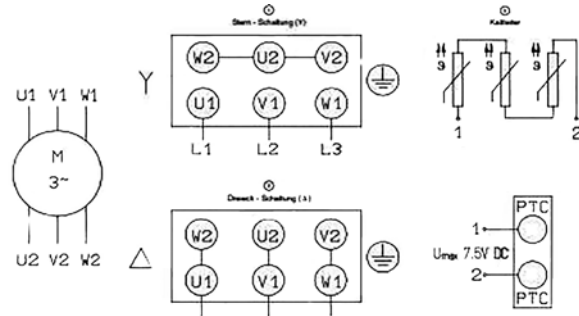 Stern - Schaltung (Y)
Kaltleiter
W2 U2 V2
Y
U1 V1 W1
L1 L2 L3
ϑ ϑ ϑ
1 2
U1 V1 W1
M
3~
U2 V2 W2
Dreieck - Schaltung (Δ)
W2 U2 V2
Δ
U1 V1 W1
PTC
1
Umax 7.5V DC
2
PTC